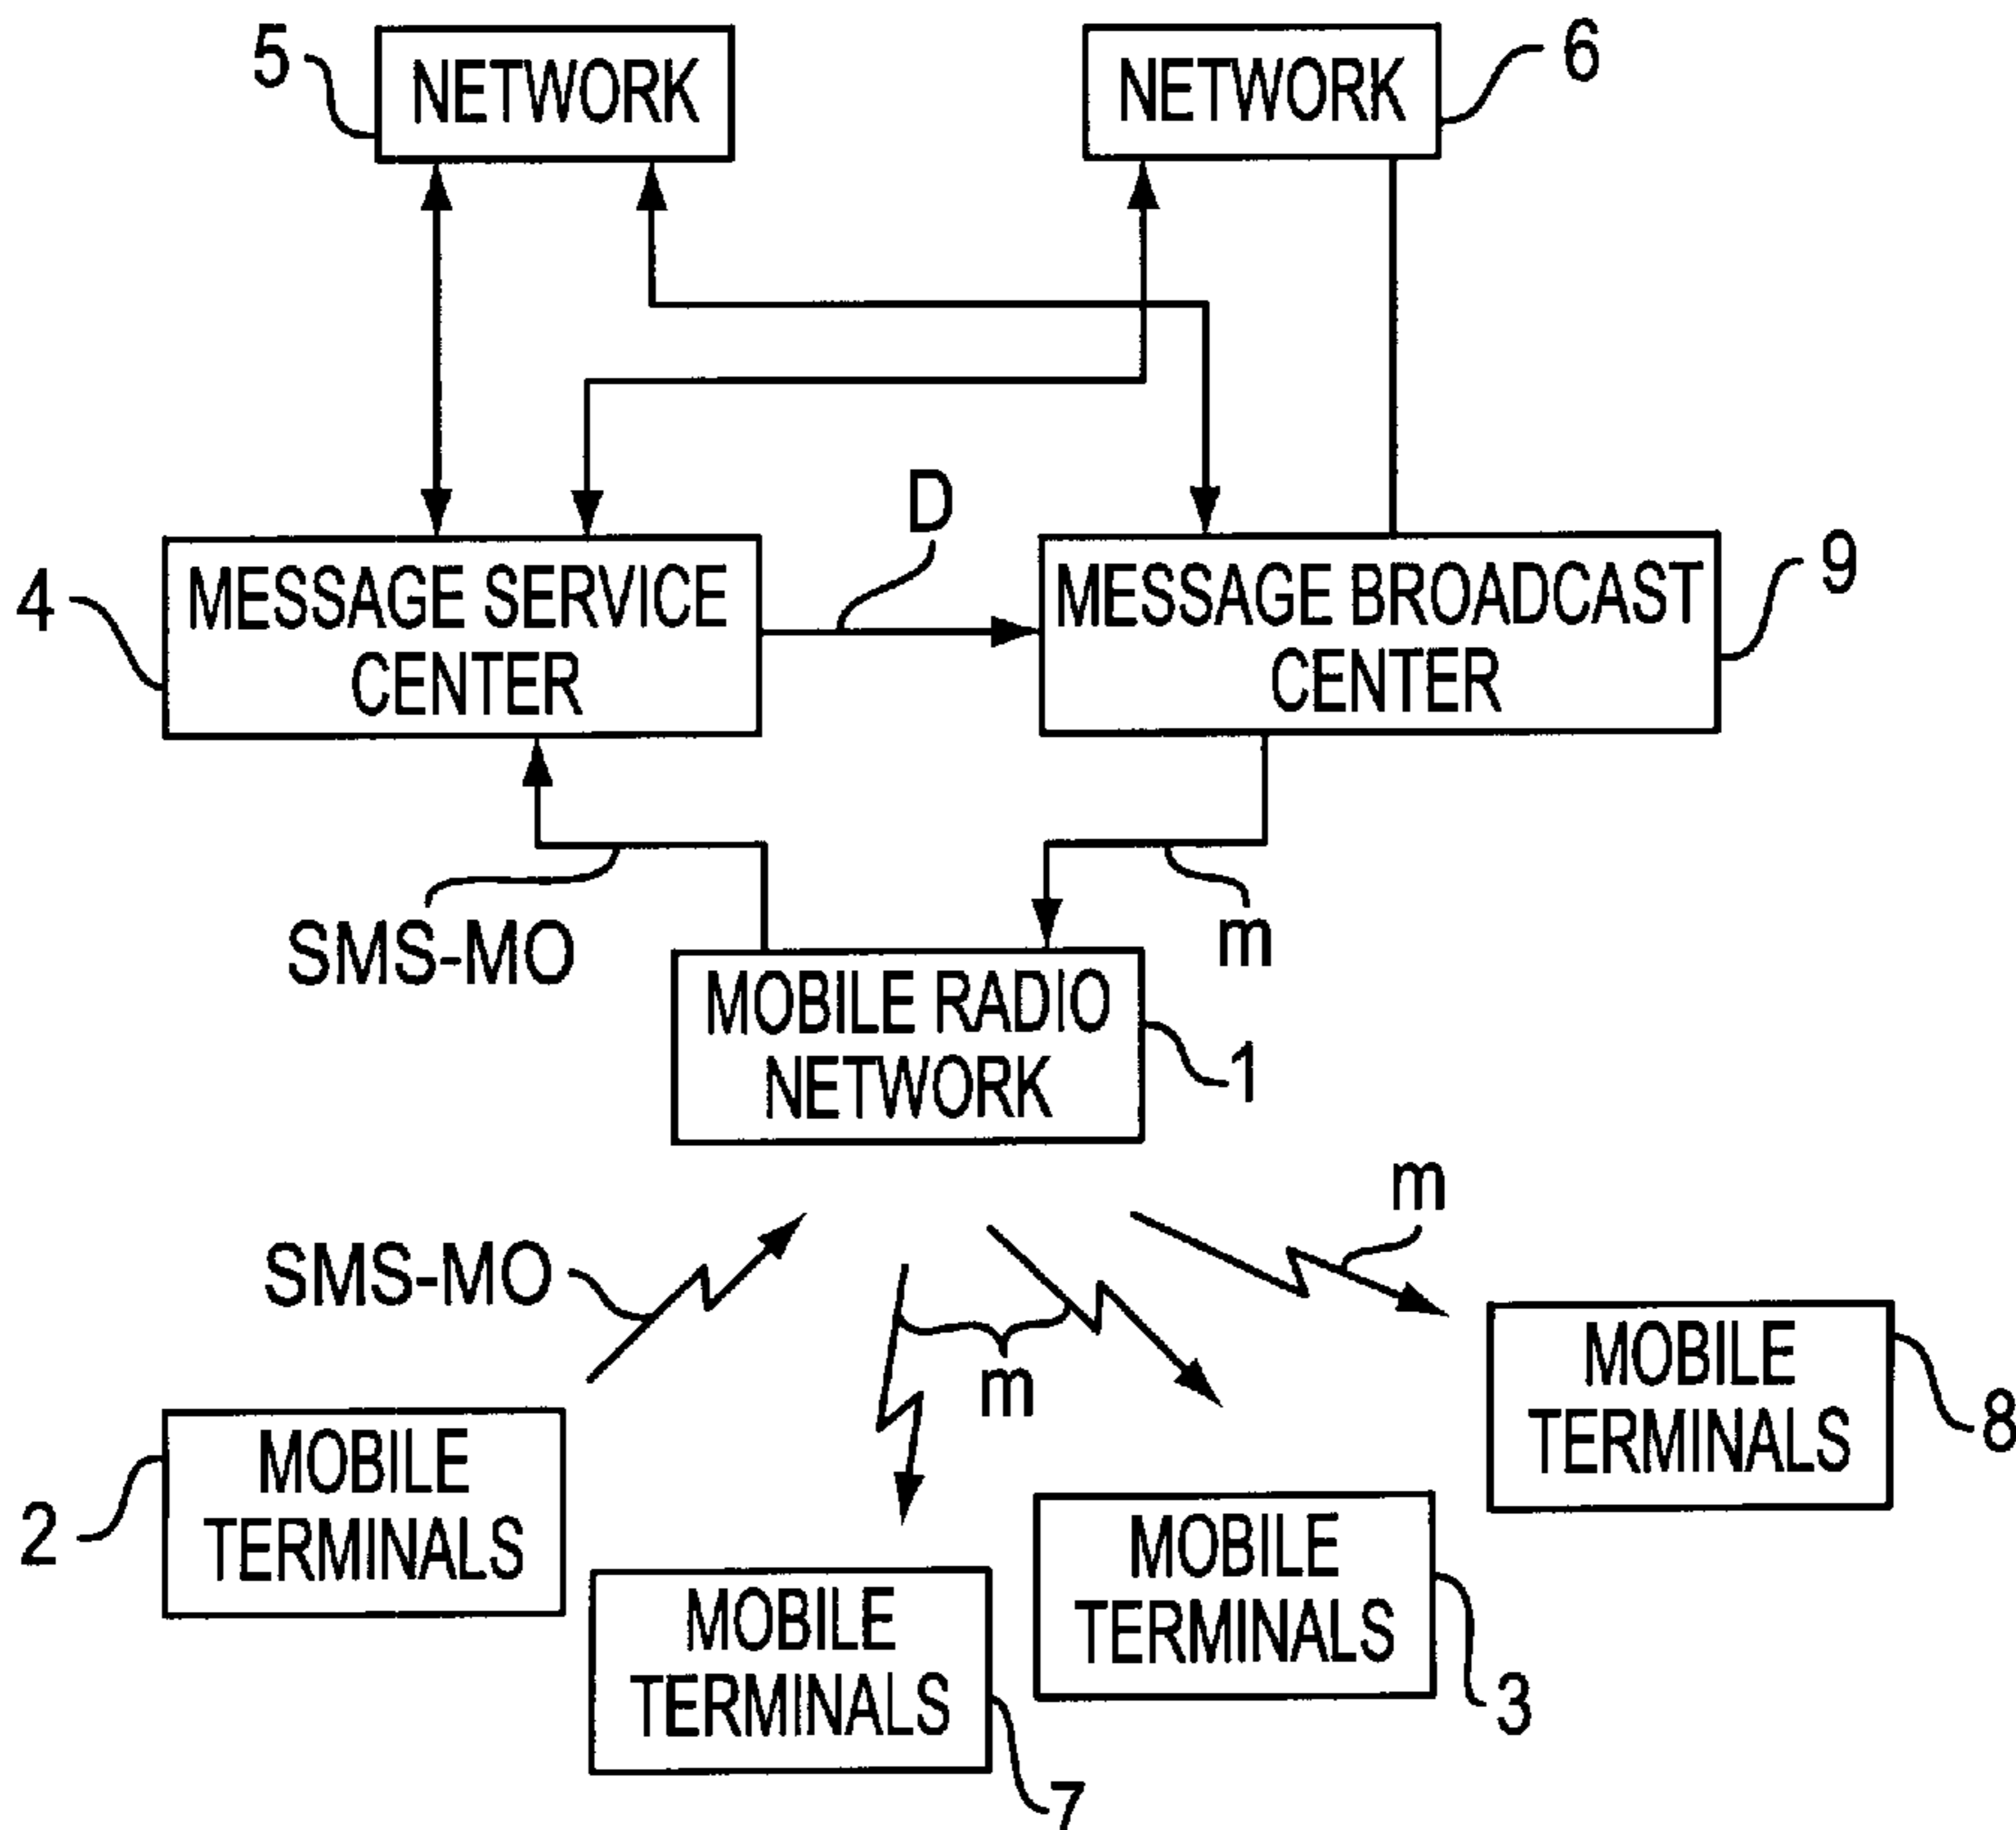 5
NETWORK
NETWORK
6
D
4
MESSAGE SERVICE
CENTER
MESSAGE BROADCAST
CENTER
9
SMS-MO
m
MOBILE RADIO
NETWORK
1
m
SMS-MO
m
MOBILE
TERMINALS
8
2
MOBILE
TERMINALS
MOBILE
TERMINALS
3
MOBILE
TERMINALS
7